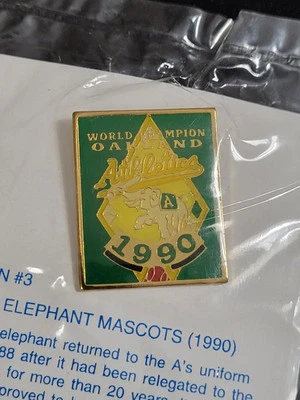 WORLD CHAMPION
OAKLAND
Athletics
A
1990
N #3
ELEPHANT MASCOTS (1990)
elephant returned to the A's uniform
88 after it had been relegated to the
for more than 20 years.
proved to b